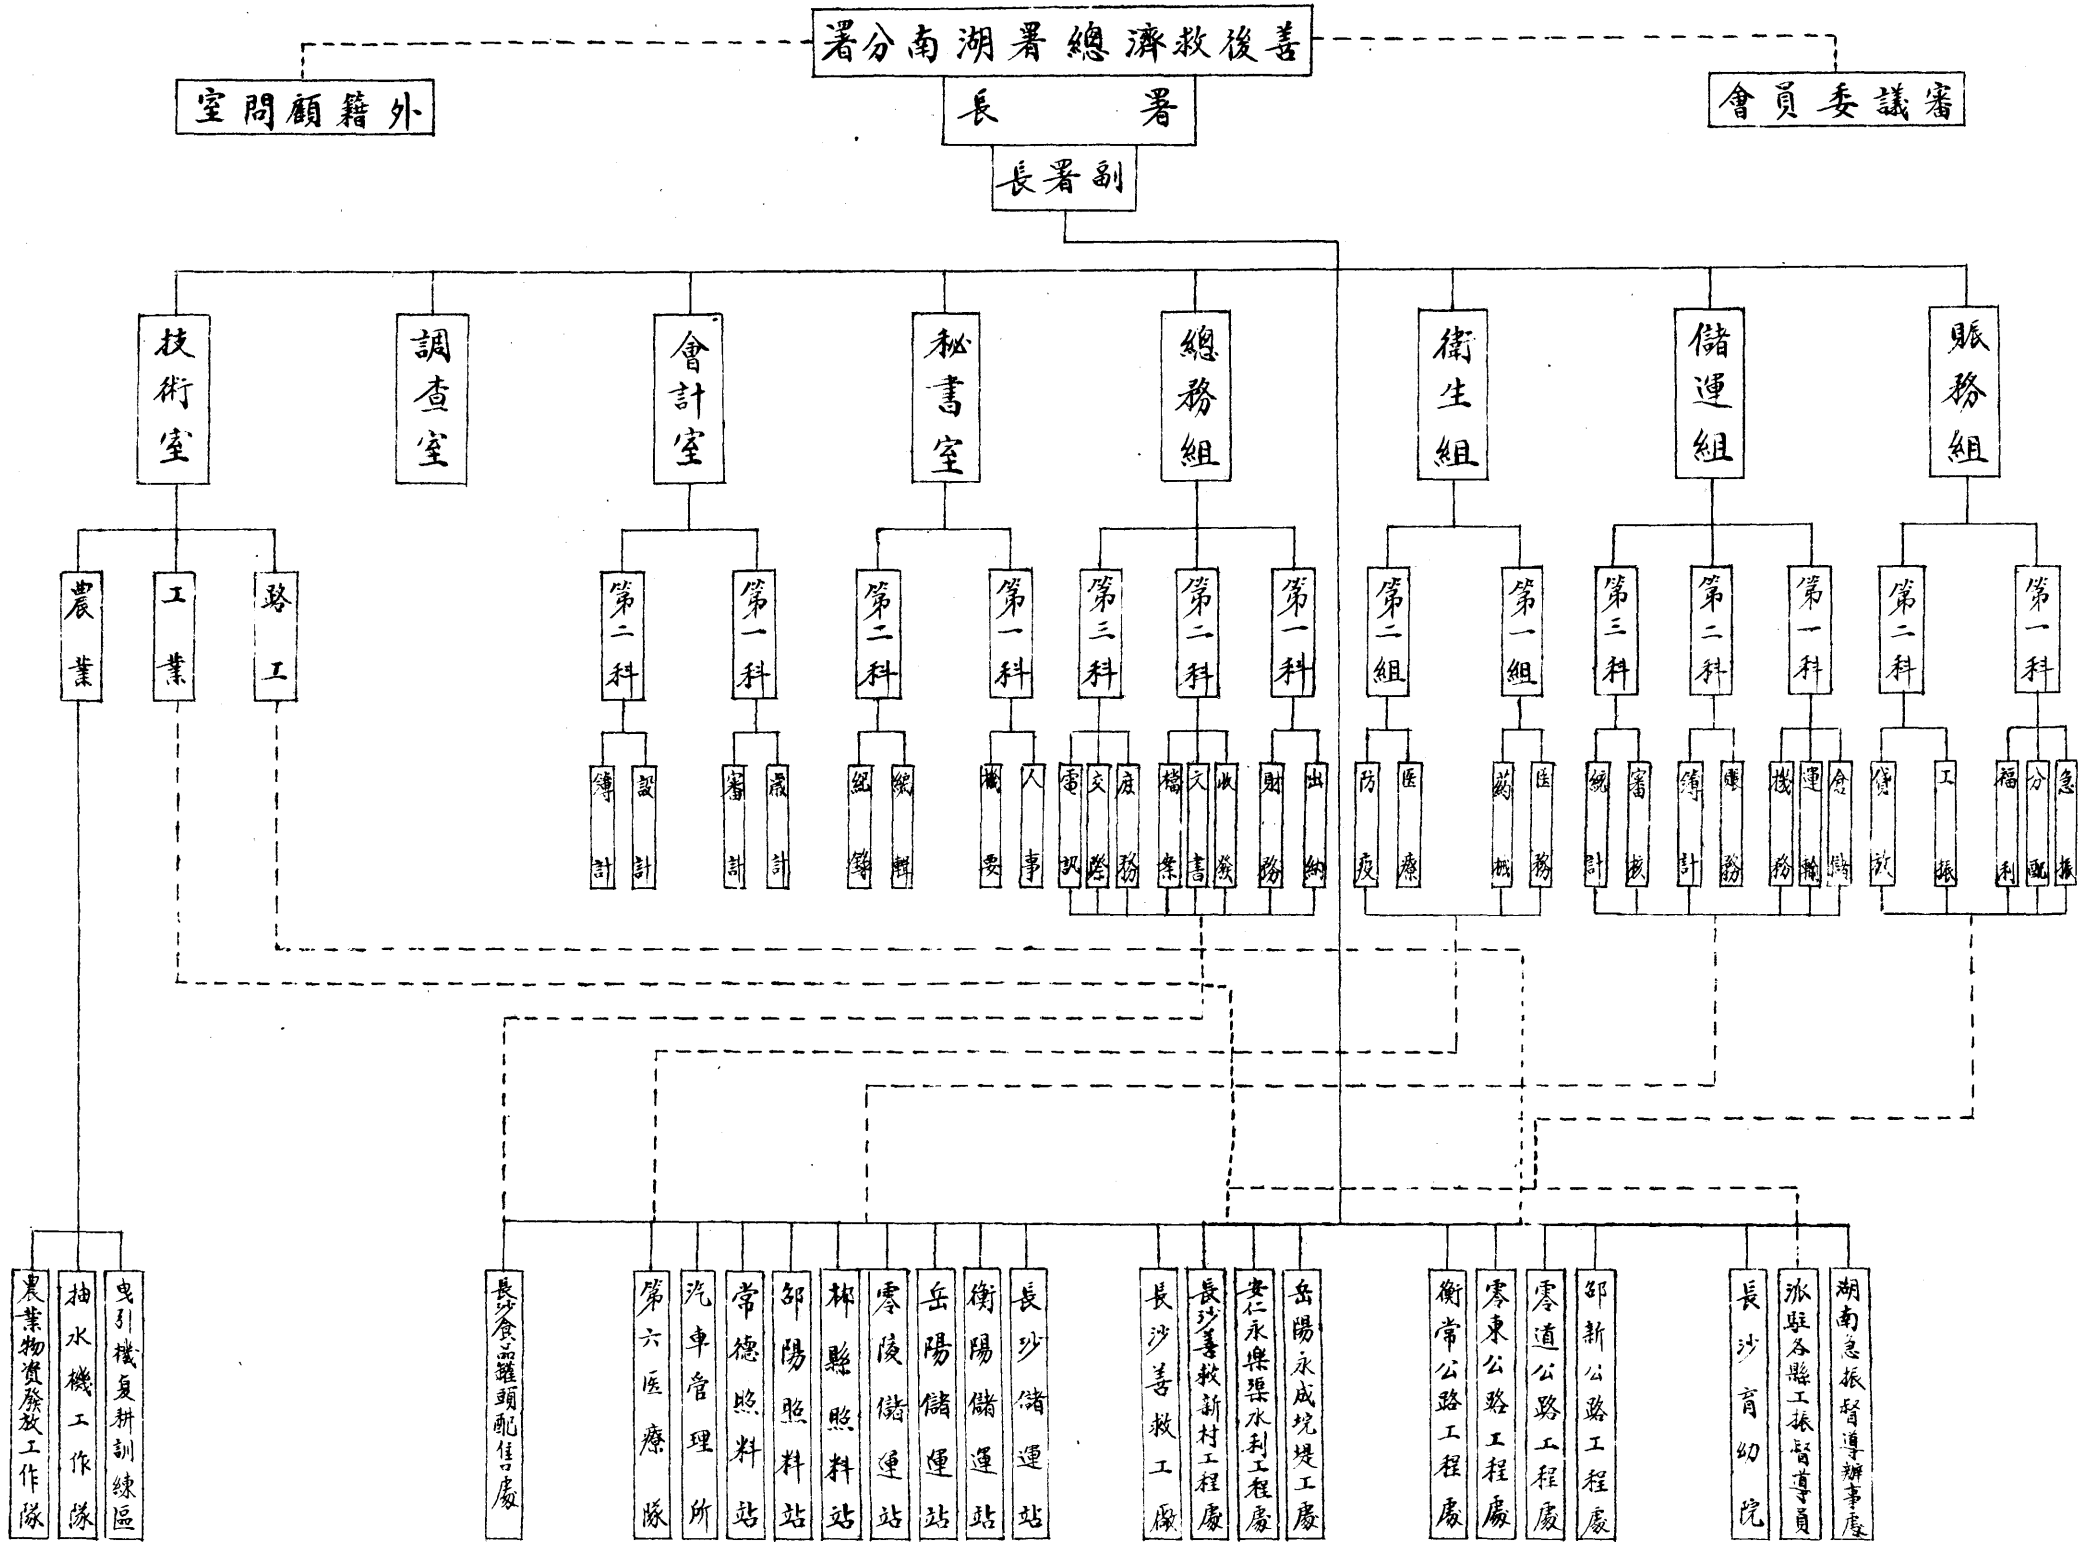 善後救濟總署湖南分署
審議委員會
外籍顧問室
署長
副署長
賑務組
儲運組
衛生組
總務組
秘書室
會計室
調查室
技術室
第一科
第二科
第一科
第二科
第三科
第一組
第二組
第一科
第二科
第三科
第一科
第二科
第一科
第二科
路工
工業
農業
急振
分配
福利
工振
貸放
倉儲
運輸
機務
賬務
簿計
審核
統計
医務
葯械
医療
防疫
出納
財務
收發
文書
檔案
庶務
交際
電訊
人事
機要
編輯
紀錄
歲計
審計
設計
簿計
湖南急振督導辦事處
派駐各縣工振督導員
長沙育幼院
邵新公路工程處
零道公路工程處
零東公路工程處
衡常公路工程處
岳陽永成垸堤工處
安仁永樂渠水利工程處
長沙善救新村工程處
長沙善救工廠
長沙儲運站
衡陽儲運站
岳陽儲運站
零陵儲運站
郴縣照料站
邵陽照料站
常德照料站
汽車管理所
第六医療隊
長沙食品罐頭配售處
曳引機复耕訓練區
抽水機工作隊
農業物資發放工作隊